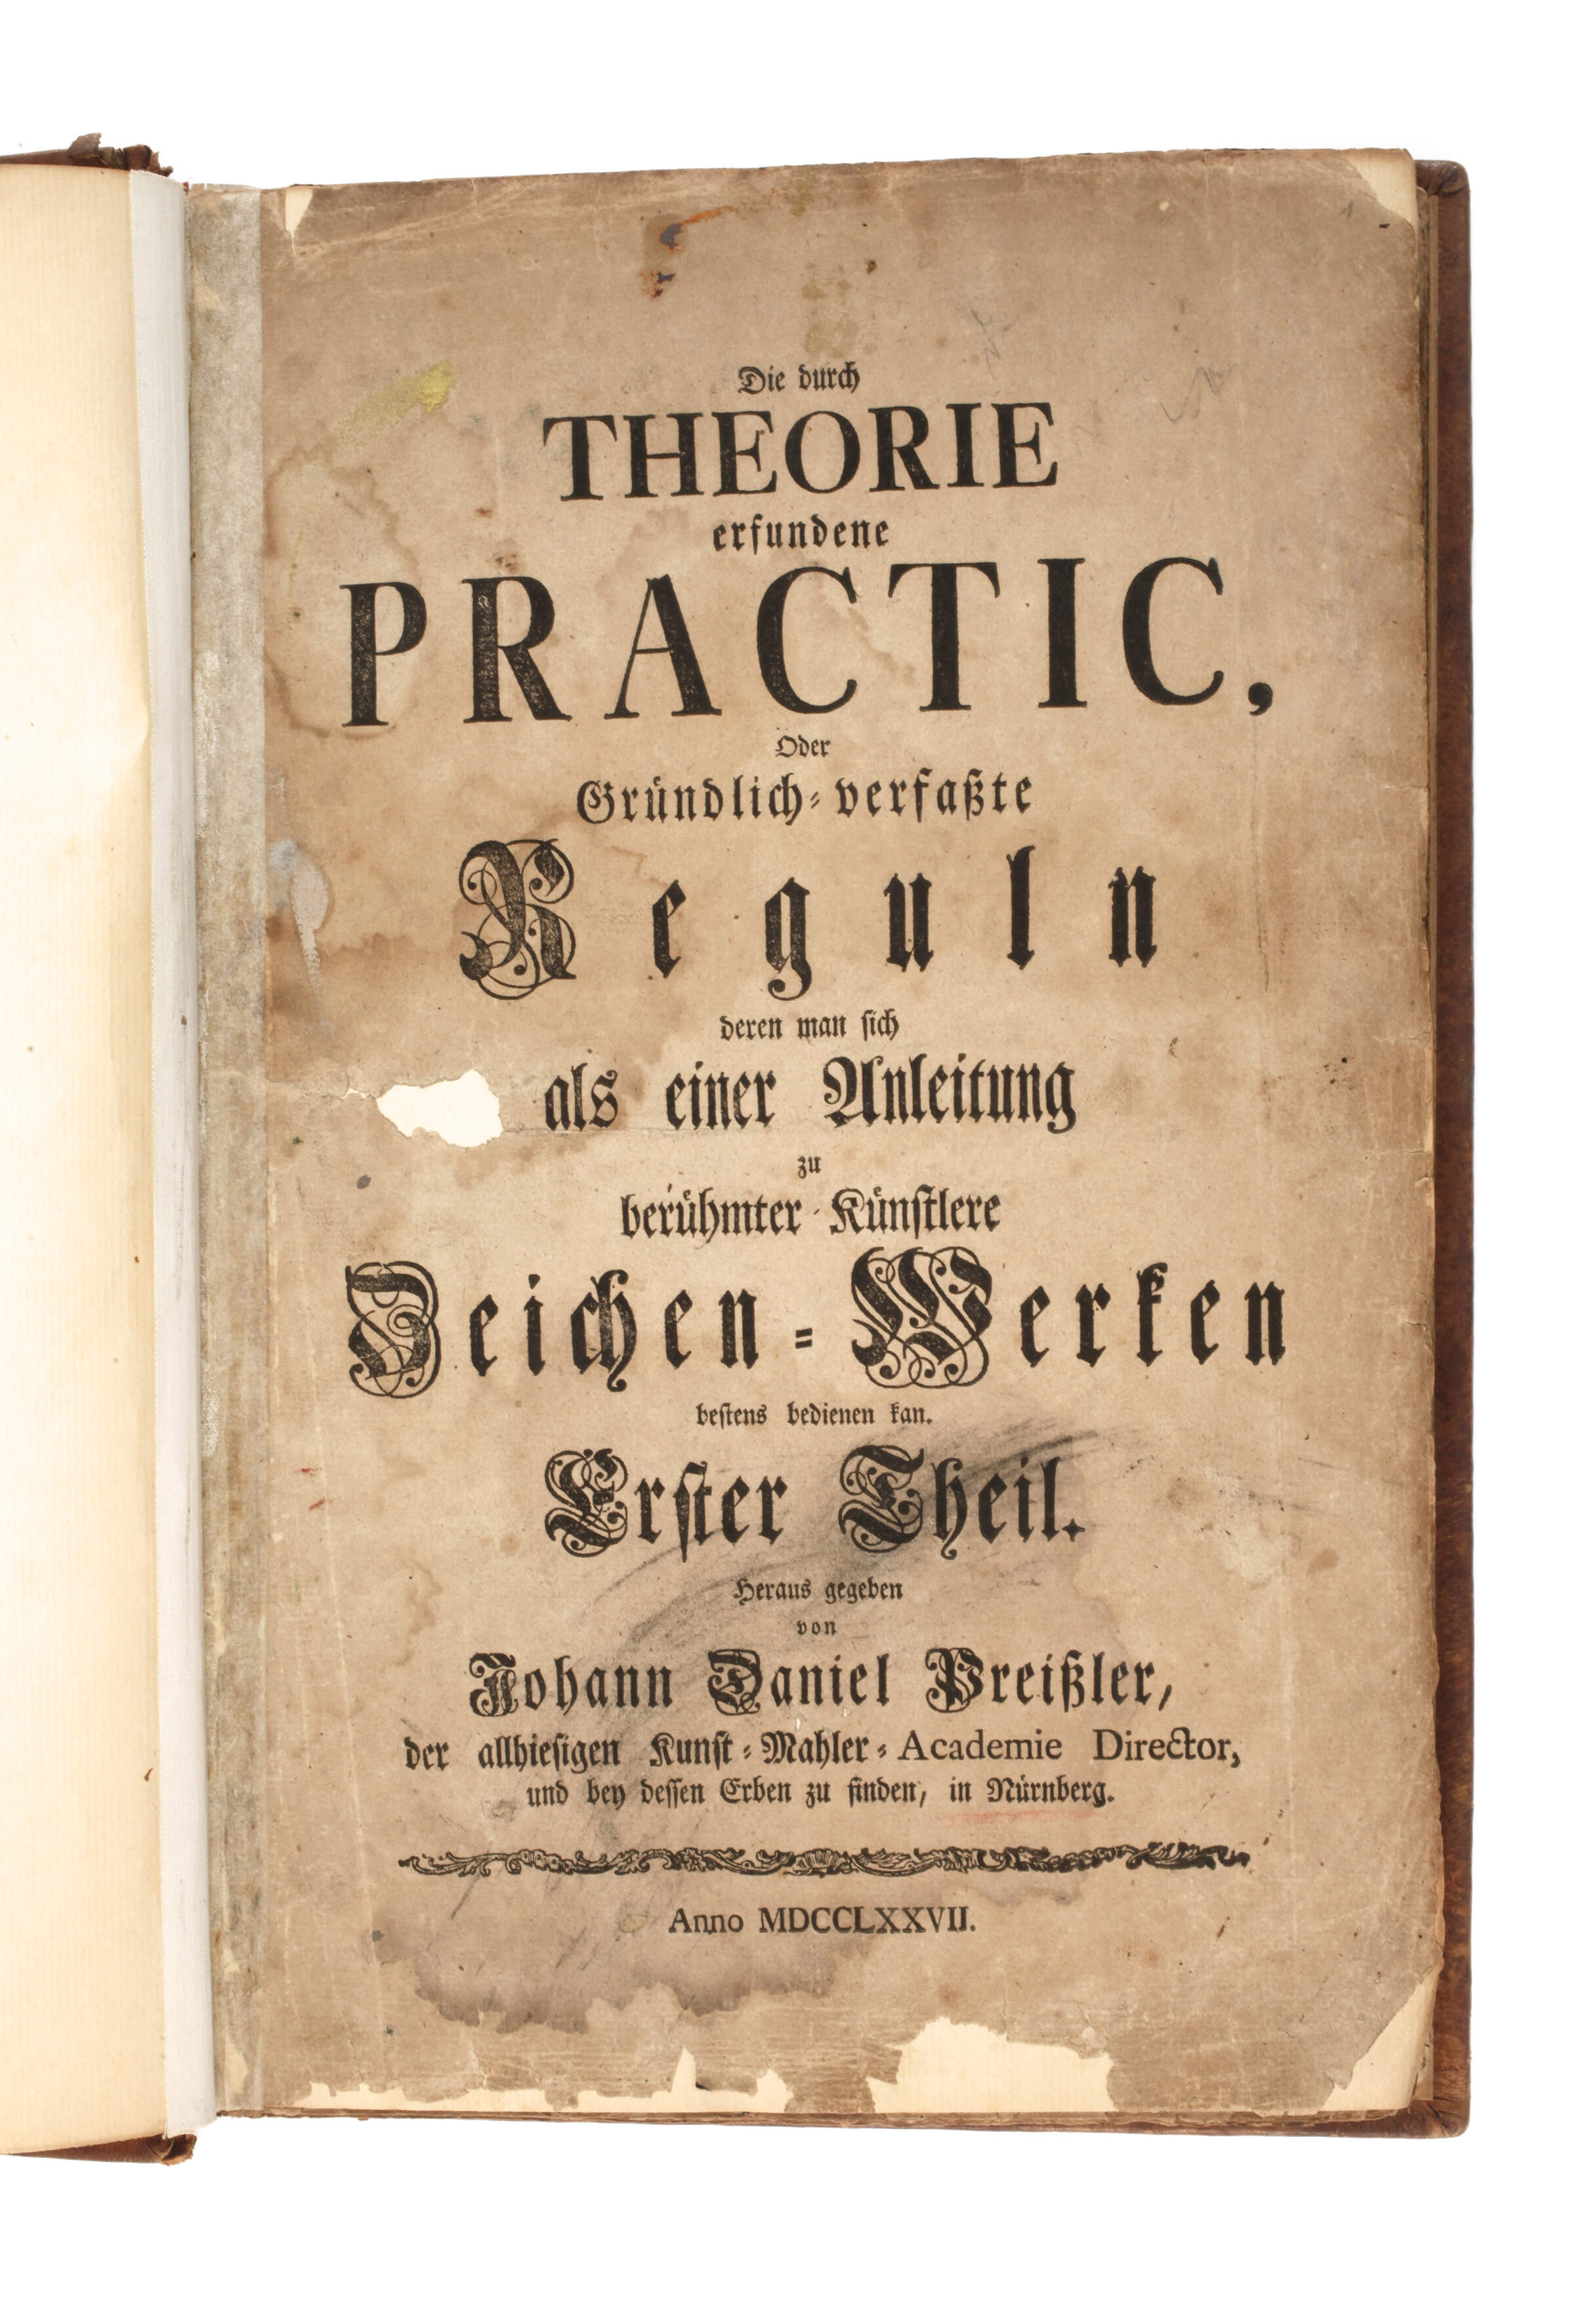 Die durch
THEORIE
erfundene
PRACTIC,
Oder
Gründlich=verfaßte
Reguln
deren man sich
als einer Anleitung
zu
berühmter Künstlere
Zeichen=Werken
bestens bedienen kan.
Erster Theil.
Heraus gegeben
von
Johann Daniel Preißler,
der allhiesigen Kunst=Mahler=Academie Director,
und bey dessen Erben zu finden, in Nürnberg.
Anno MDCCLXXVII.